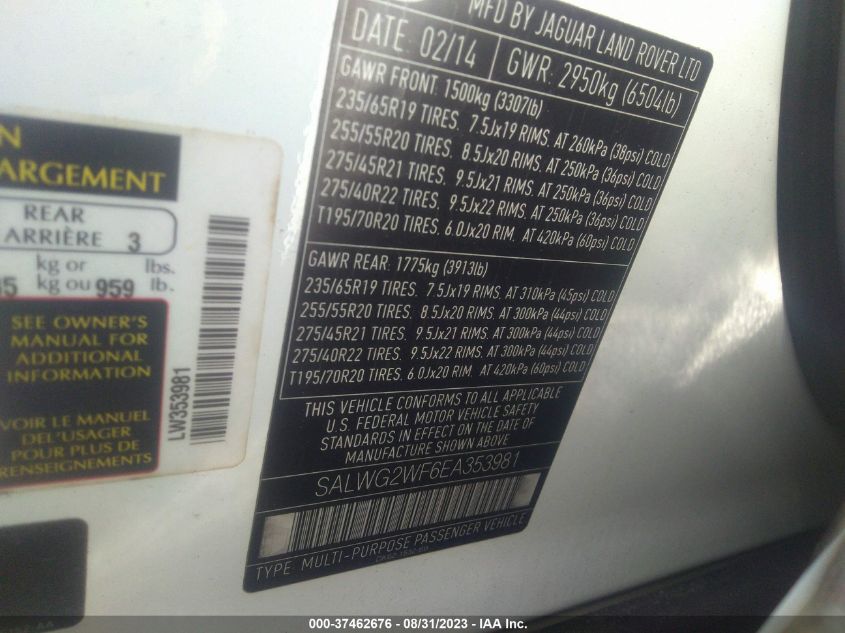 MFD BY JAGUAR LAND ROVER LTD
DATE: 02/14 GWR: 2950kg (6504lb)
GAWR FRONT: 1500kg (3307lb)
235/65R19 TIRES. 7.5Jx19 RIMS. AT 260kPa (38psi) COLD
255/55R20 TIRES. 8.5Jx20 RIMS. AT 250kPa (36psi) COLD
275/45R21 TIRES. 9.5Jx21 RIMS. AT 250kPa (36psi) COLD
275/40R22 TIRES. 9.5Jx22 RIMS. AT 250kPa (36psi) COLD
T195/70R20 TIRES. 6.0Jx20 RIM. AT 420kPa (60psi) COLD
GAWR REAR: 1775kg (3913lb)
235/65R19 TIRES. 7.5Jx19 RIMS. AT 310kPa (45psi) COLD
255/55R20 TIRES. 8.5Jx20 RIMS. AT 300kPa (44psi) COLD
275/45R21 TIRES. 9.5Jx21 RIMS. AT 300kPa (44psi) COLD
275/40R22 TIRES. 9.5Jx22 RIMS. AT 300kPa (44psi) COLD
T195/70R20 TIRES. 6.0Jx20 RIM. AT 420kPa (60psi) COLD
THIS VEHICLE CONFORMS TO ALL APPLICABLE
U.S. FEDERAL MOTOR VEHICLE SAFETY
STANDARDS IN EFFECT ON THE DATE OF
MANUFACTURE SHOWN ABOVE
SALWG2WF6EA353981
TYPE: MULTI-PURPOSE PASSENGER VEHICLE
N
ARGEMENT
REAR
ARRIÈRE 3
kg or lbs.
5 kg ou 959 lb.
SEE OWNER'S
MANUAL FOR
ADDITIONAL
INFORMATION
VOIR LE MANUEL
DEL'USAGER
POUR PLUS DE
RENSEIGNEMENTS
LW353981
000-37462676 - 08/31/2023 - IAA Inc.